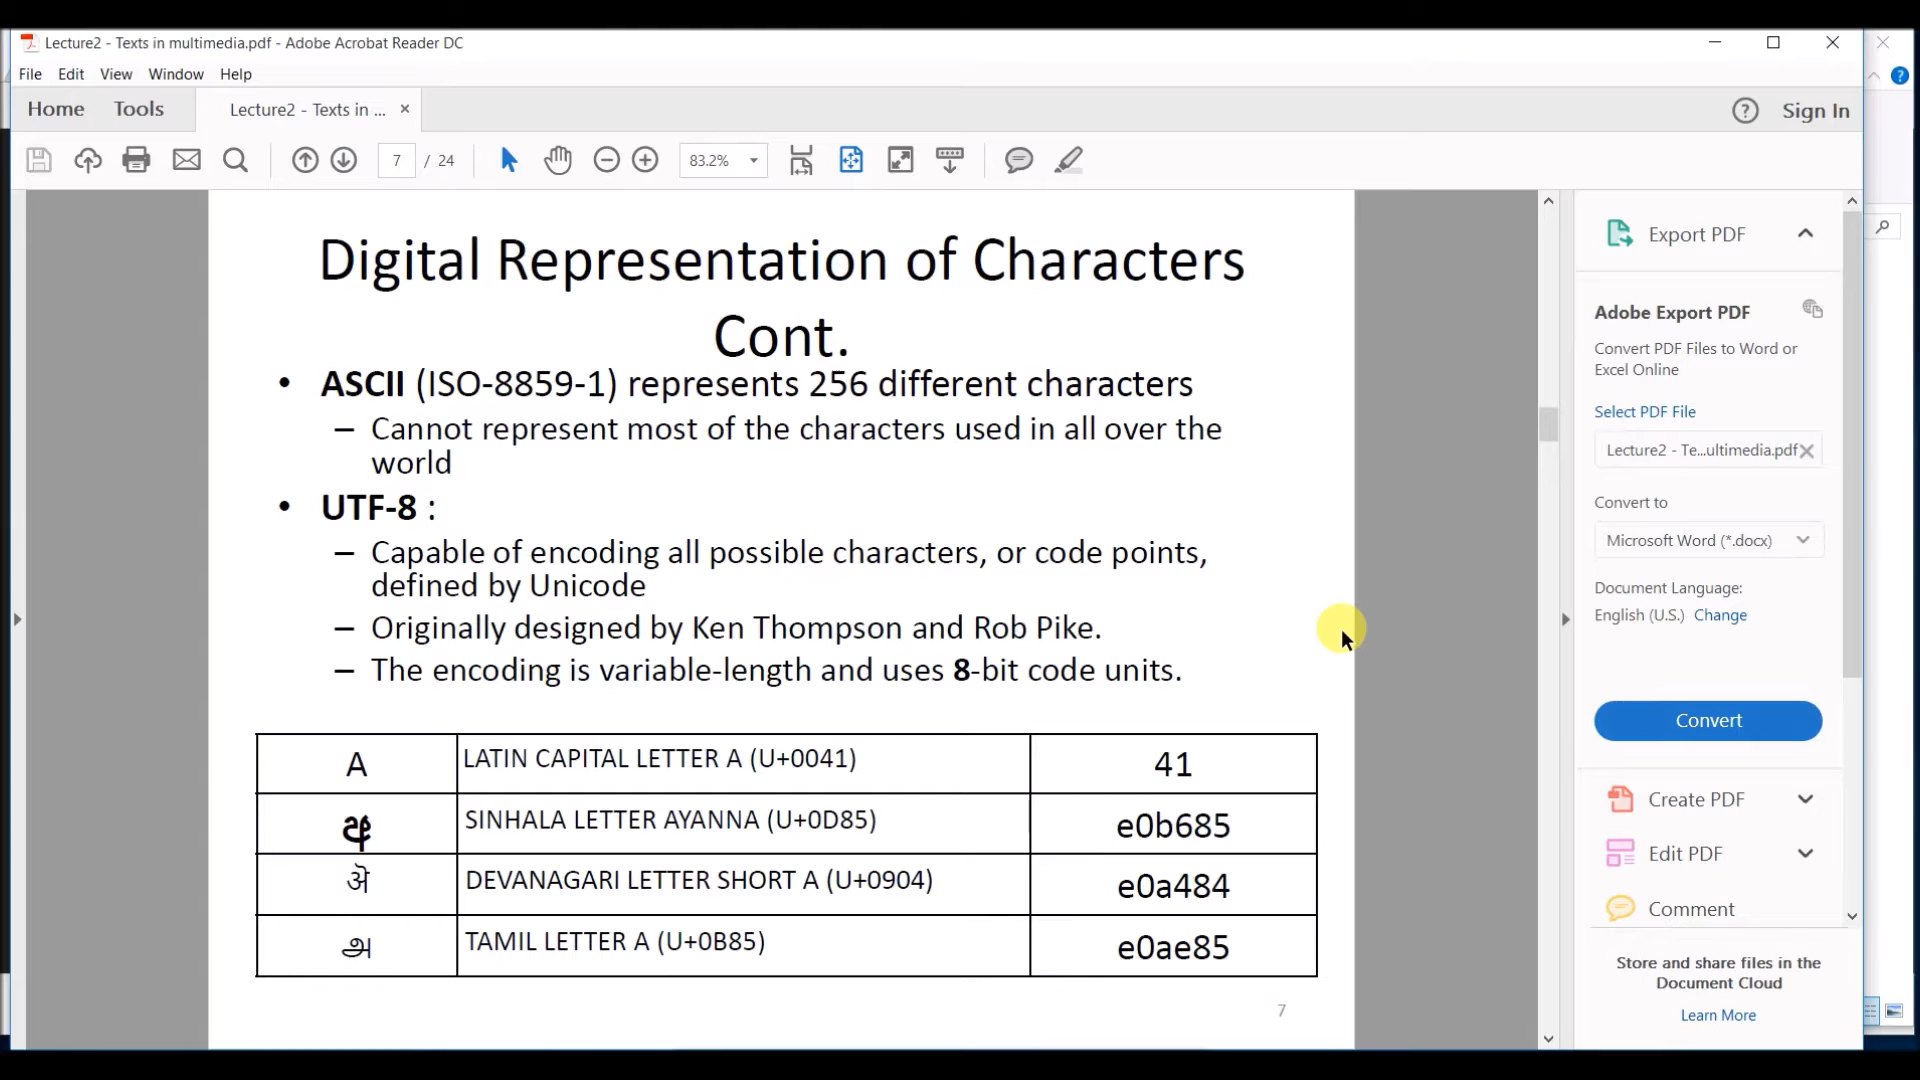 Lecture2 - Texts in multimedia.pdf - Adobe Acrobat Reader DC
File Edit View Window Help
Home Tools Lecture2 - Texts in ... × Sign In
7 / 24 83.2%
Digital Representation of Characters
Cont.
• ASCII (ISO-8859-1) represents 256 different characters
– Cannot represent most of the characters used in all over the
world
• UTF-8 :
– Capable of encoding all possible characters, or code points,
defined by Unicode
– Originally designed by Ken Thompson and Rob Pike.
– The encoding is variable-length and uses 8-bit code units.
A LATIN CAPITAL LETTER A (U+0041) 41
අ SINHALA LETTER AYANNA (U+0D85) e0b685
ऄ DEVANAGARI LETTER SHORT A (U+0904) e0a484
அ TAMIL LETTER A (U+0B85) e0ae85
7
Export PDF
Adobe Export PDF
Convert PDF Files to Word or
Excel Online
Select PDF File
Lecture2 - Te...ultimedia.pdf
Convert to
Microsoft Word (*.docx)
Document Language:
English (U.S.) Change
Convert
Create PDF
Edit PDF
Comment
Store and share files in the
Document Cloud
Learn More